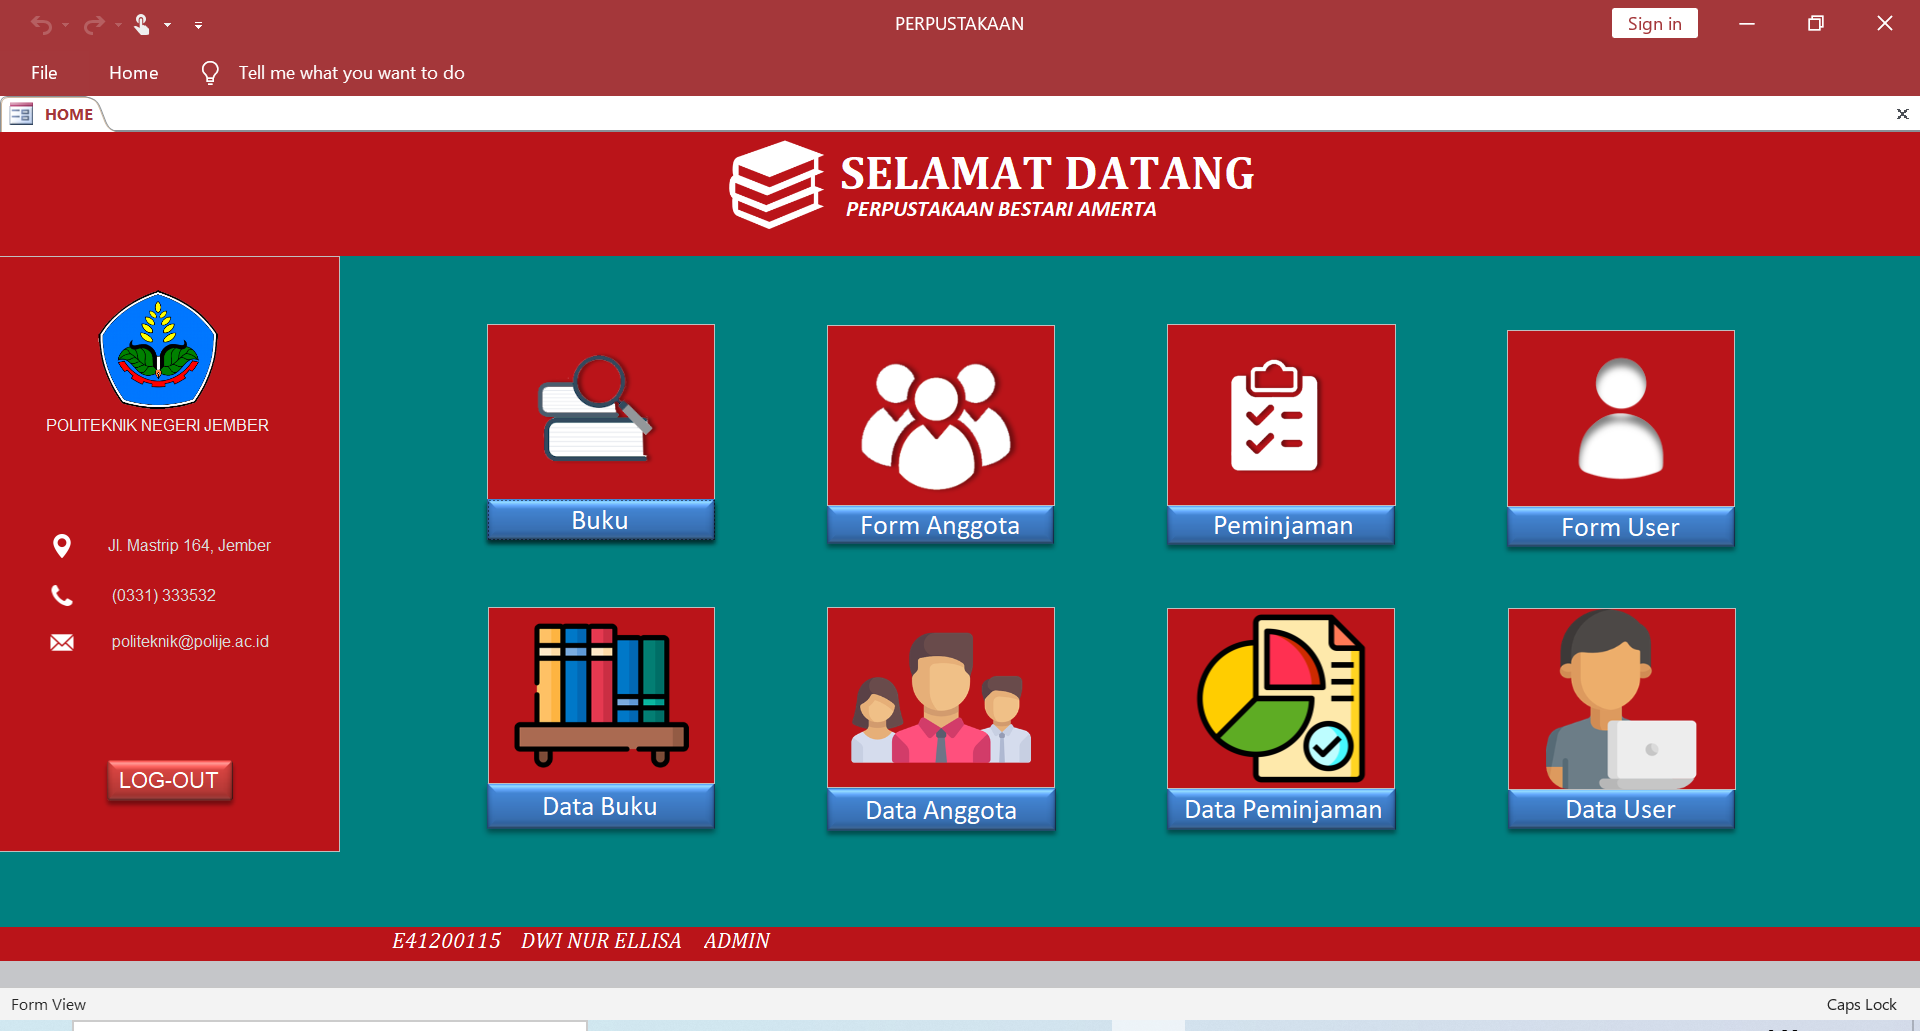 PERPUSTAKAAN
Sign in
File Home Tell me what you want to do
HOME
SELAMAT DATANG
PERPUSTAKAAN BESTARI AMERTA
POLITEKNIK NEGERI JEMBER
Jl. Mastrip 164, Jember
(0331) 333532
politeknik@polije.ac.id
LOG-OUT
Buku
Form Anggota
Peminjaman
Form User
Data Buku
Data Anggota
Data Peminjaman
Data User
E41200115 DWI NUR ELLISA ADMIN
Form View
Caps Lock